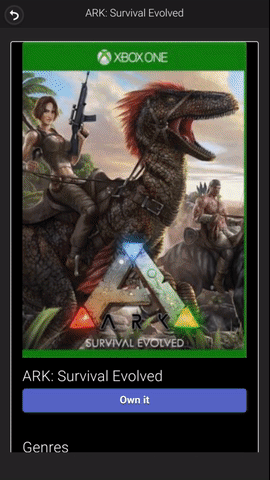 ARK: Survival Evolved
XBOX ONE
ARK
SURVIVAL EVOLVED
ARK: Survival Evolved
Own it
Genres